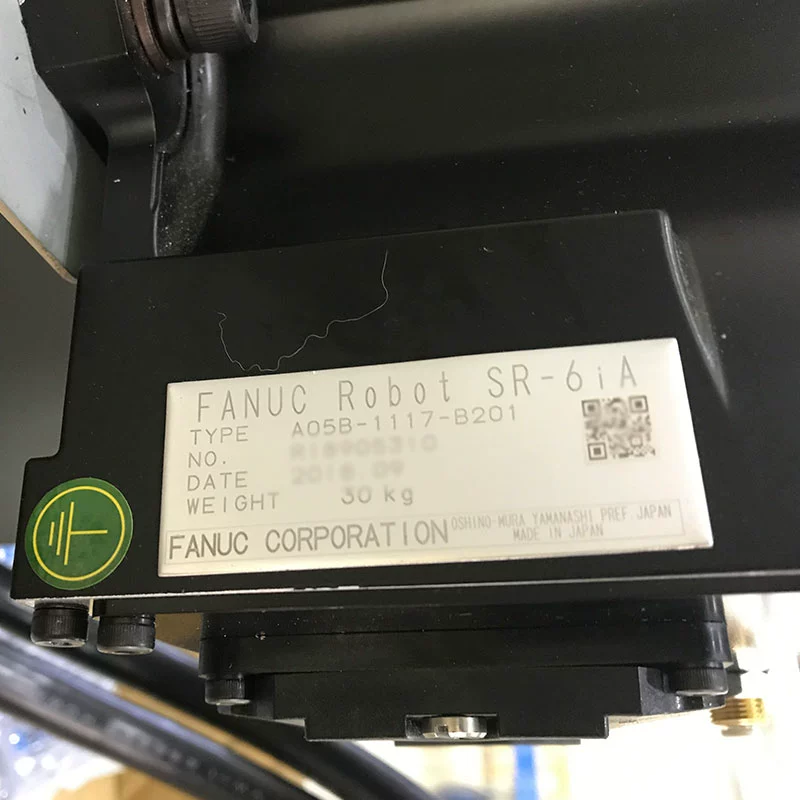 FANUC Robot SR-6iA
TYPE A05B-1117-B201
NO.
DATE
WEIGHT 30 kg
FANUC CORPORATION OSHINO-MURA, YAMANASHI PREF. JAPAN
MADE IN JAPAN